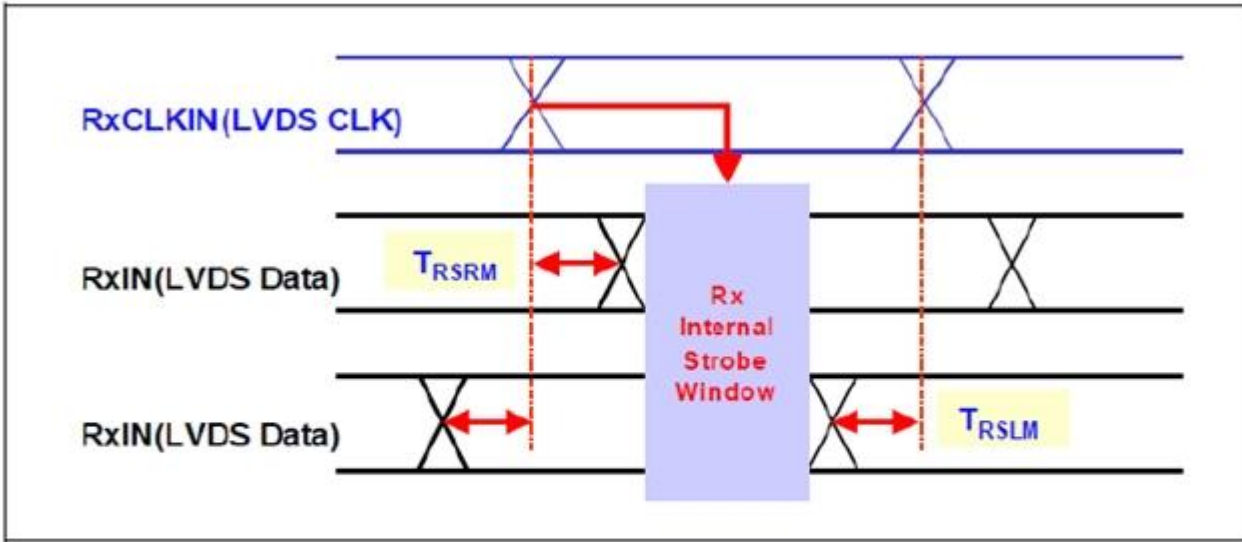 RxCLKIN(LVDS CLK)
RxIN(LVDS Data)
TRSRM
Rx
Internal
Strobe
Window
RxIN(LVDS Data)
TRSLM